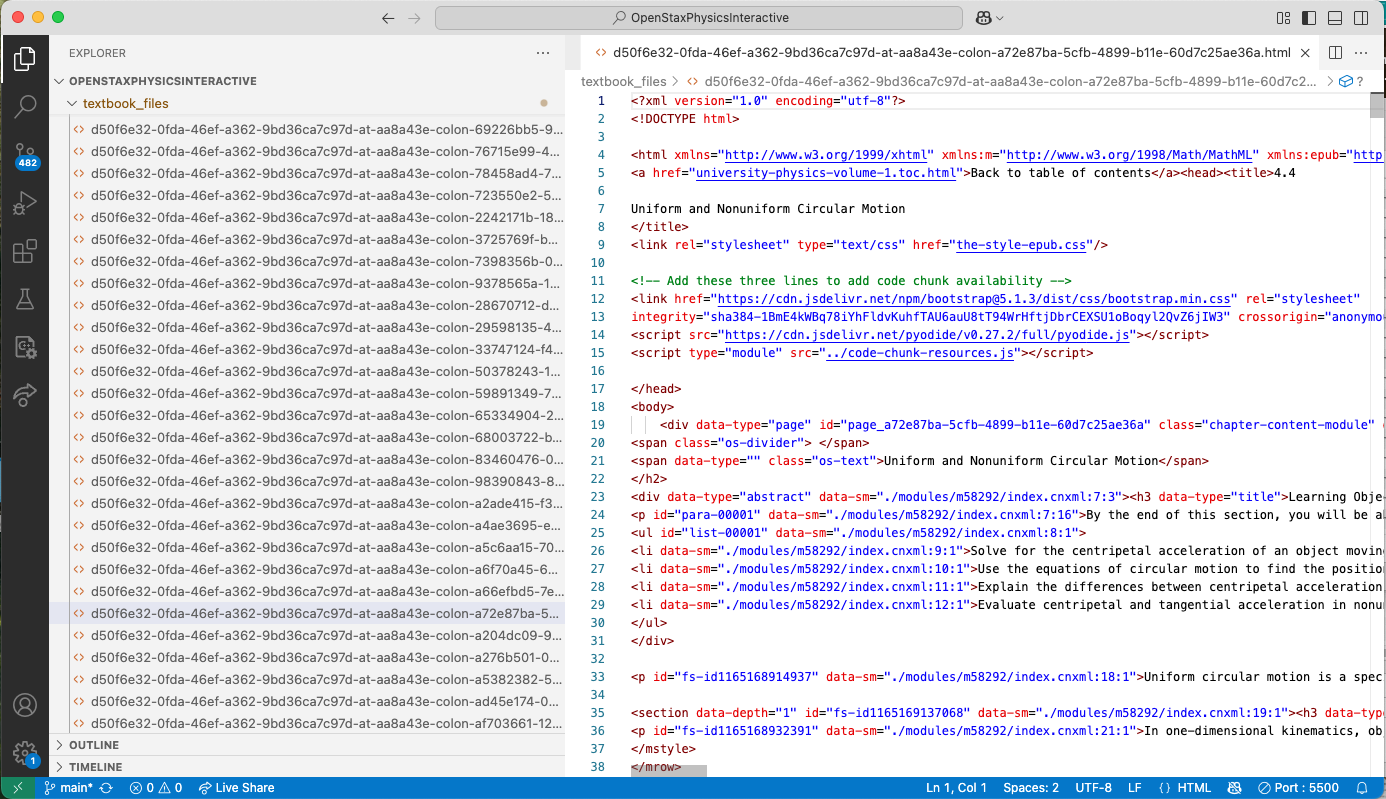 OpenStaxPhysicsInteractive
EXPLORER
OPENSTAXPHYSICSINTERACTIVE
textbook_files
d50f6e32-0fda-46ef-a362-9bd36ca7c97d-at-aa8a43e-colon-69226bb5-9...
d50f6e32-0fda-46ef-a362-9bd36ca7c97d-at-aa8a43e-colon-76715e99-4...
d50f6e32-0fda-46ef-a362-9bd36ca7c97d-at-aa8a43e-colon-78458ad4-7...
d50f6e32-0fda-46ef-a362-9bd36ca7c97d-at-aa8a43e-colon-723550e2-5...
d50f6e32-0fda-46ef-a362-9bd36ca7c97d-at-aa8a43e-colon-2242171b-18...
d50f6e32-0fda-46ef-a362-9bd36ca7c97d-at-aa8a43e-colon-3725769f-b...
d50f6e32-0fda-46ef-a362-9bd36ca7c97d-at-aa8a43e-colon-7398356b-0...
d50f6e32-0fda-46ef-a362-9bd36ca7c97d-at-aa8a43e-colon-9378565a-1...
d50f6e32-0fda-46ef-a362-9bd36ca7c97d-at-aa8a43e-colon-28670712-d...
d50f6e32-0fda-46ef-a362-9bd36ca7c97d-at-aa8a43e-colon-29598135-4...
d50f6e32-0fda-46ef-a362-9bd36ca7c97d-at-aa8a43e-colon-33747124-f4...
d50f6e32-0fda-46ef-a362-9bd36ca7c97d-at-aa8a43e-colon-50378243-1...
d50f6e32-0fda-46ef-a362-9bd36ca7c97d-at-aa8a43e-colon-59891349-7...
d50f6e32-0fda-46ef-a362-9bd36ca7c97d-at-aa8a43e-colon-65334904-2...
d50f6e32-0fda-46ef-a362-9bd36ca7c97d-at-aa8a43e-colon-68003722-b...
d50f6e32-0fda-46ef-a362-9bd36ca7c97d-at-aa8a43e-colon-83460476-0...
d50f6e32-0fda-46ef-a362-9bd36ca7c97d-at-aa8a43e-colon-98390843-8...
d50f6e32-0fda-46ef-a362-9bd36ca7c97d-at-aa8a43e-colon-a2ade415-f3...
d50f6e32-0fda-46ef-a362-9bd36ca7c97d-at-aa8a43e-colon-a4ae3695-e...
d50f6e32-0fda-46ef-a362-9bd36ca7c97d-at-aa8a43e-colon-a5c6aa15-70...
d50f6e32-0fda-46ef-a362-9bd36ca7c97d-at-aa8a43e-colon-a6f70a45-6...
d50f6e32-0fda-46ef-a362-9bd36ca7c97d-at-aa8a43e-colon-a66efbd5-7e...
d50f6e32-0fda-46ef-a362-9bd36ca7c97d-at-aa8a43e-colon-a72e87ba-5...
d50f6e32-0fda-46ef-a362-9bd36ca7c97d-at-aa8a43e-colon-a204dc09-9...
d50f6e32-0fda-46ef-a362-9bd36ca7c97d-at-aa8a43e-colon-a276b501-0...
d50f6e32-0fda-46ef-a362-9bd36ca7c97d-at-aa8a43e-colon-a5382382-5...
d50f6e32-0fda-46ef-a362-9bd36ca7c97d-at-aa8a43e-colon-ad45e174-0...
d50f6e32-0fda-46ef-a362-9bd36ca7c97d-at-aa8a43e-colon-af703661-12...
OUTLINE
TIMELINE
482
1
d50f6e32-0fda-46ef-a362-9bd36ca7c97d-at-aa8a43e-colon-a72e87ba-5cfb-4899-b11e-60d7c25ae36a.html
textbook_files > d50f6e32-0fda-46ef-a362-9bd36ca7c97d-at-aa8a43e-colon-a72e87ba-5cfb-4899-b11e-60d7c2... > ?
1 <?xml version="1.0" encoding="utf-8"?>
2 <!DOCTYPE html>
3
4 <html xmlns="http://www.w3.org/1999/xhtml" xmlns:m="http://www.w3.org/1998/Math/MathML" xmlns:epub="http
5 <a href="university-physics-volume-1.toc.html">Back to table of contents</a><head><title>4.4
6
7 Uniform and Nonuniform Circular Motion
8 </title>
9 <link rel="stylesheet" type="text/css" href="the-style-epub.css"/>
10
11 <!-- Add these three lines to add code chunk availability -->
12 <link href="https://cdn.jsdelivr.net/npm/bootstrap@5.1.3/dist/css/bootstrap.min.css" rel="stylesheet"
13 integrity="sha384-1BmE4kWBq78iYhFldvKuhfTAU6auU8tT94WrHftjDbrCEXSU1oBoqyl2QvZ6jIW3" crossorigin="anonymo
14 <script src="https://cdn.jsdelivr.net/pyodide/v0.27.2/full/pyodide.js"></script>
15 <script type="module" src="../code-chunk-resources.js"></script>
16
17 </head>
18 <body>
19 <div data-type="page" id="page_a72e87ba-5cfb-4899-b11e-60d7c25ae36a" class="chapter-content-module"
20 <span class="os-divider"> </span>
21 <span data-type="" class="os-text">Uniform and Nonuniform Circular Motion</span>
22 </h2>
23 <div data-type="abstract" data-sm="./modules/m58292/index.cnxml:7:3"><h3 data-type="title">Learning Obje
24 <p id="para-00001" data-sm="./modules/m58292/index.cnxml:7:16">By the end of this section, you will be a
25 <ul id="list-00001" data-sm="./modules/m58292/index.cnxml:8:1">
26 <li data-sm="./modules/m58292/index.cnxml:9:1">Solve for the centripetal acceleration of an object movin
27 <li data-sm="./modules/m58292/index.cnxml:10:1">Use the equations of circular motion to find the positio
28 <li data-sm="./modules/m58292/index.cnxml:11:1">Explain the differences between centripetal acceleration
29 <li data-sm="./modules/m58292/index.cnxml:12:1">Evaluate centripetal and tangential acceleration in nonu
30 </ul>
31 </div>
32
33 <p id="fs-id1165168914937" data-sm="./modules/m58292/index.cnxml:18:1">Uniform circular motion is a spec
34
35 <section data-depth="1" id="fs-id1165169137068" data-sm="./modules/m58292/index.cnxml:19:1"><h3 data-typ
36 <p id="fs-id1165168932391" data-sm="./modules/m58292/index.cnxml:21:1">In one-dimensional kinematics, ob
37 </mstyle>
38 </mrow>
main* 0 0 Live Share Ln 1, Col 1 Spaces: 2 UTF-8 LF {} HTML Port : 5500